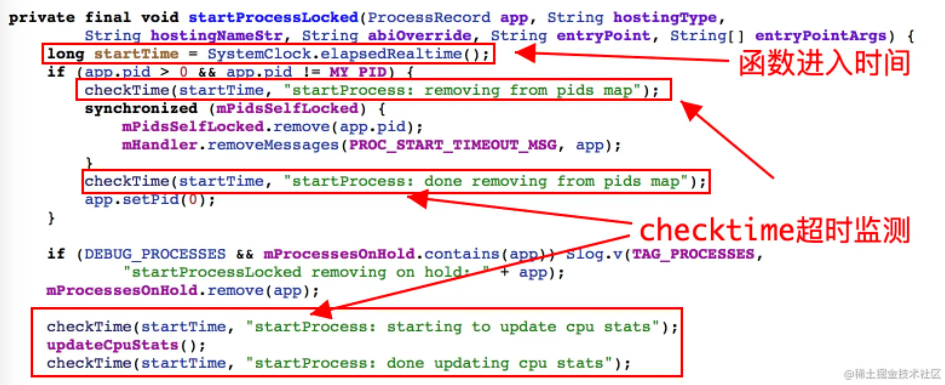 private final void startProcessLocked(ProcessRecord app, String hostingType,
String hostingNameStr, String abiOverride, String entryPoint, String[] entryPointArgs) {
long startTime = SystemClock.elapsedRealtime();
函数进入时间
if (app.pid > 0 && app.pid != MY_PID) {
checkTime(startTime, "startProcess: removing from pids map");
synchronized (mPidsSelfLocked) {
mPidsSelfLocked.remove(app.pid);
mHandler.removeMessages(PROC_START_TIMEOUT_MSG, app);
}
checkTime(startTime, "startProcess: done removing from pids map");
app.setPid(0);
}
checktime超时监测
if (DEBUG_PROCESSES && mProcessesOnHold.contains(app)) Slog.v(TAG_PROCESSES,
"startProcessLocked removing on hold: " + app);
mProcessesOnHold.remove(app);
checkTime(startTime, "startProcess: starting to update cpu stats");
updateCpuStats();
checkTime(startTime, "startProcess: done updating cpu stats");
@稀土掘金技术社区